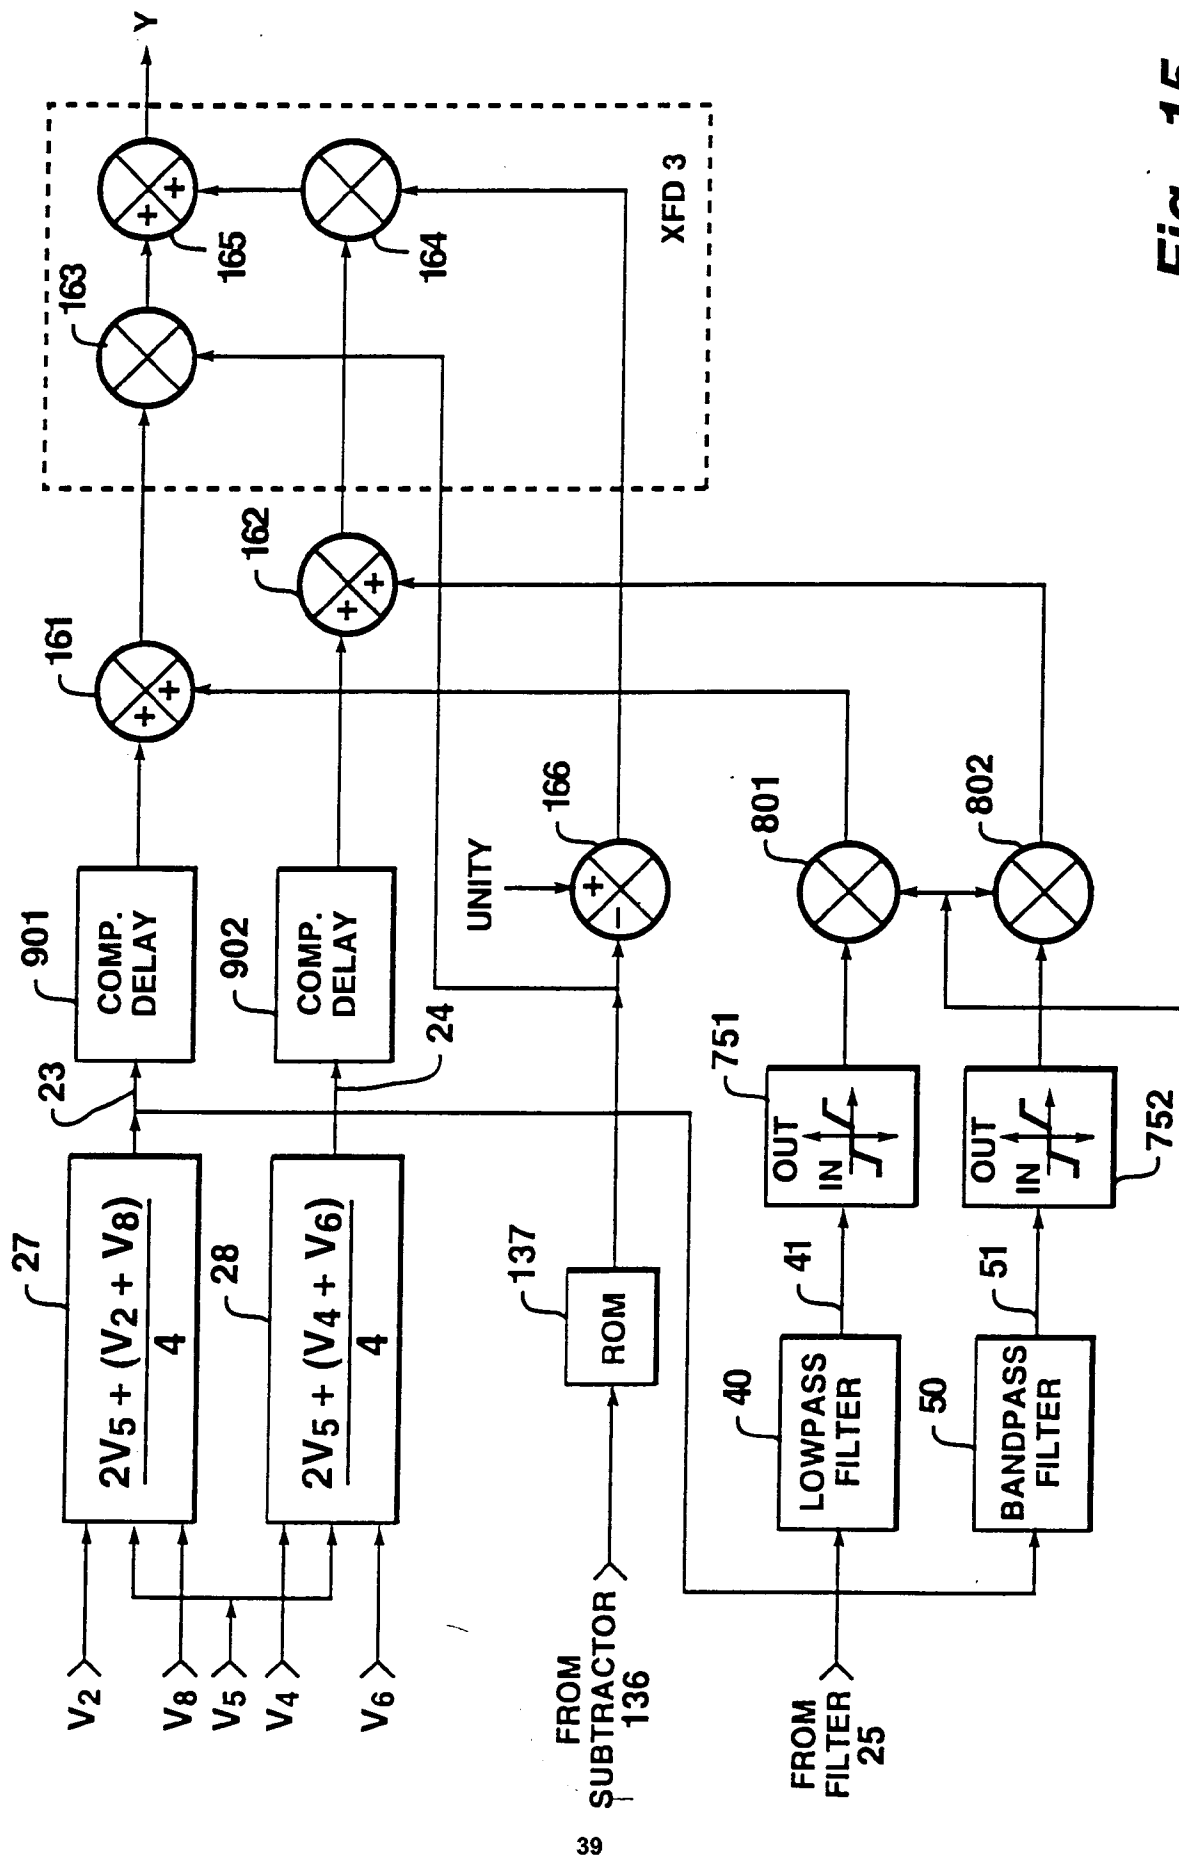 V2
V8
V5
V4
V6
27
2V5 + (V2 + V8)
4
28
2V5 + (V4 + V6)
4
23
24
901
COMP.
DELAY
902
COMP.
DELAY
161
+ +
162
+ +
163
165
+ +
164
XFD 3
Y
FROM
SUBTRACTOR
136
137
ROM
UNITY
166
+
-
FROM
FILTER
25
40
LOWPASS
FILTER
41
50
BANDPASS
FILTER
51
751
OUT
IN
752
OUT
IN
801
802
39